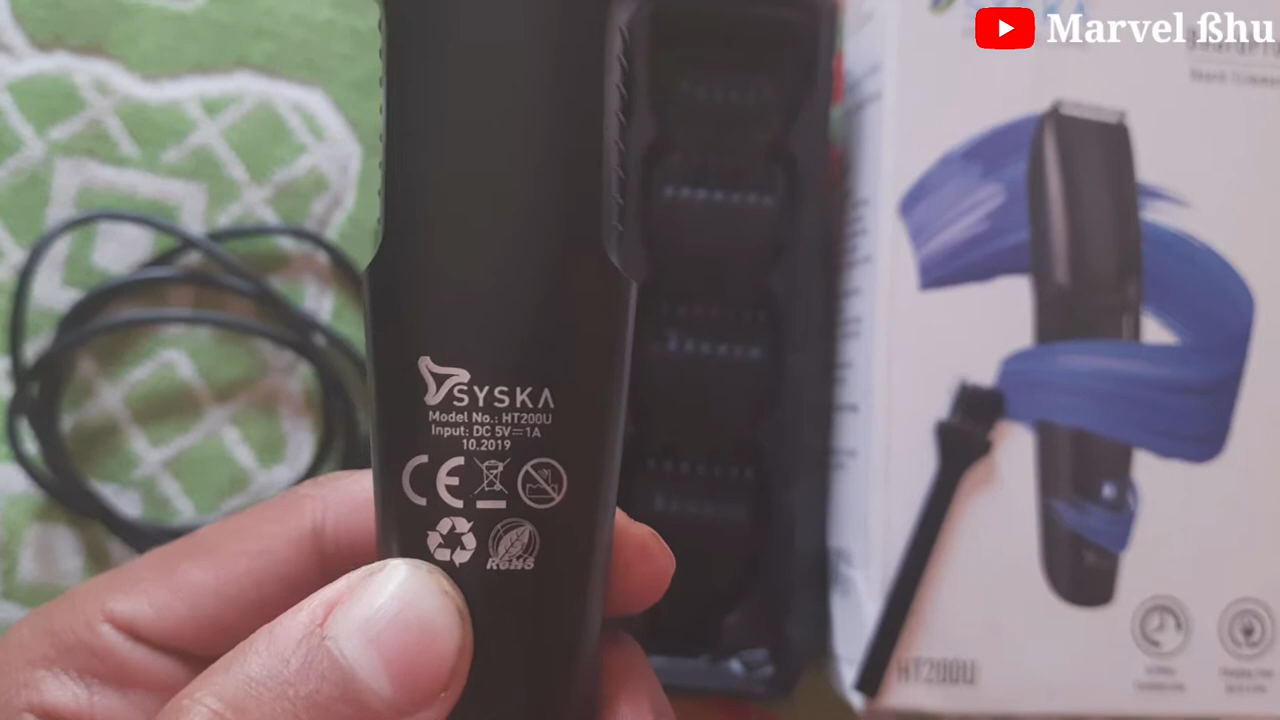 Marvel ßhu
SYSKA
Model No.: HT200U
Input: DC 5V⎓1A
10.2019
CE
RoHS
HT200U